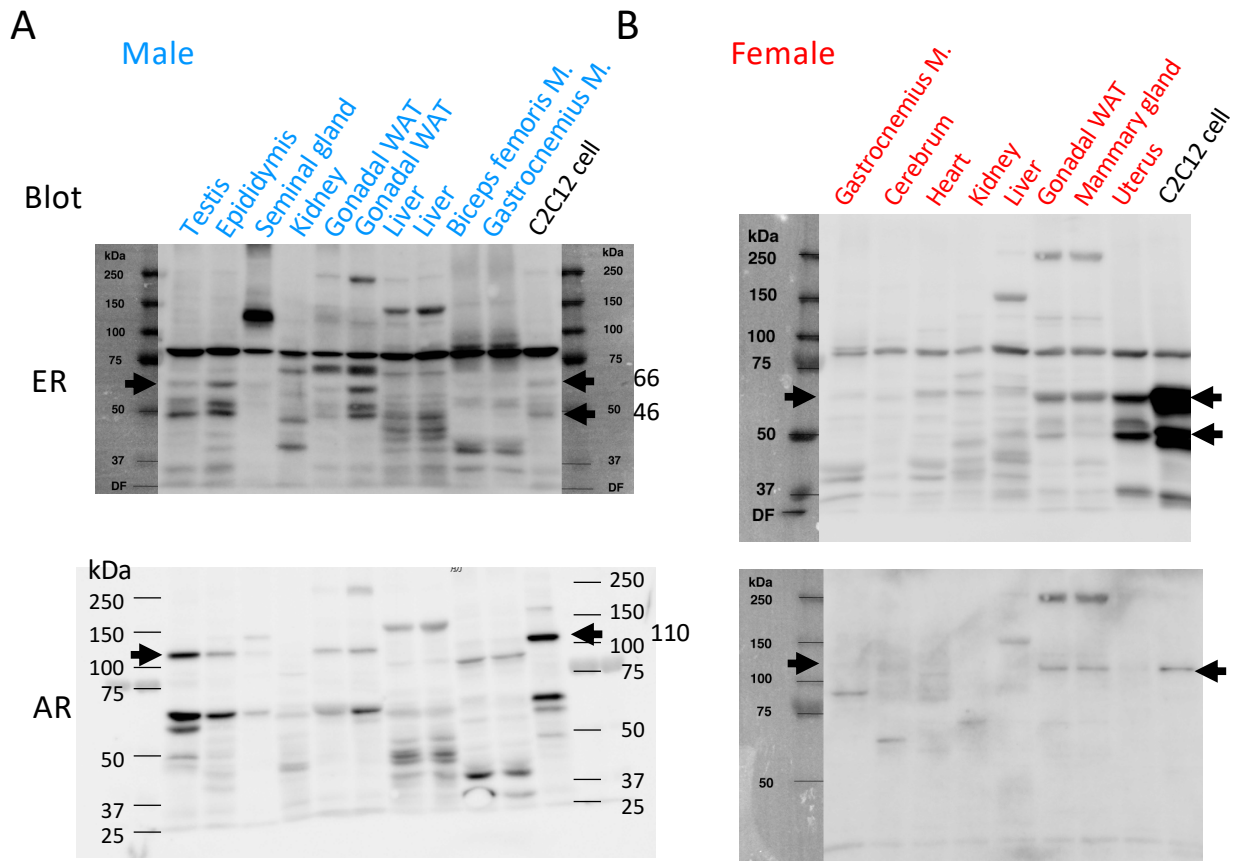 A
Male
Blot
Testis
Epididymis
Seminal gland
Kidney
Gonadal WAT
Gonadal WAT
Liver
Liver
Biceps femoris M.
Gastrocnemius M.
C2C12 cell
kDa
250
150
100
75
50
37
DF
kDa
250
150
100
75
50
37
DF
ER
66
46
kDa
250
150
100
75
50
37
25
250
150
100
75
50
37
25
110
AR
B
Female
Gastrocnemius M.
Cerebrum
Heart
Kidney
Liver
Gonadal WAT
Mammary gland
Uterus
C2C12 cell
kDa
250
150
100
75
50
37
DF
kDa
250
150
100
75
50